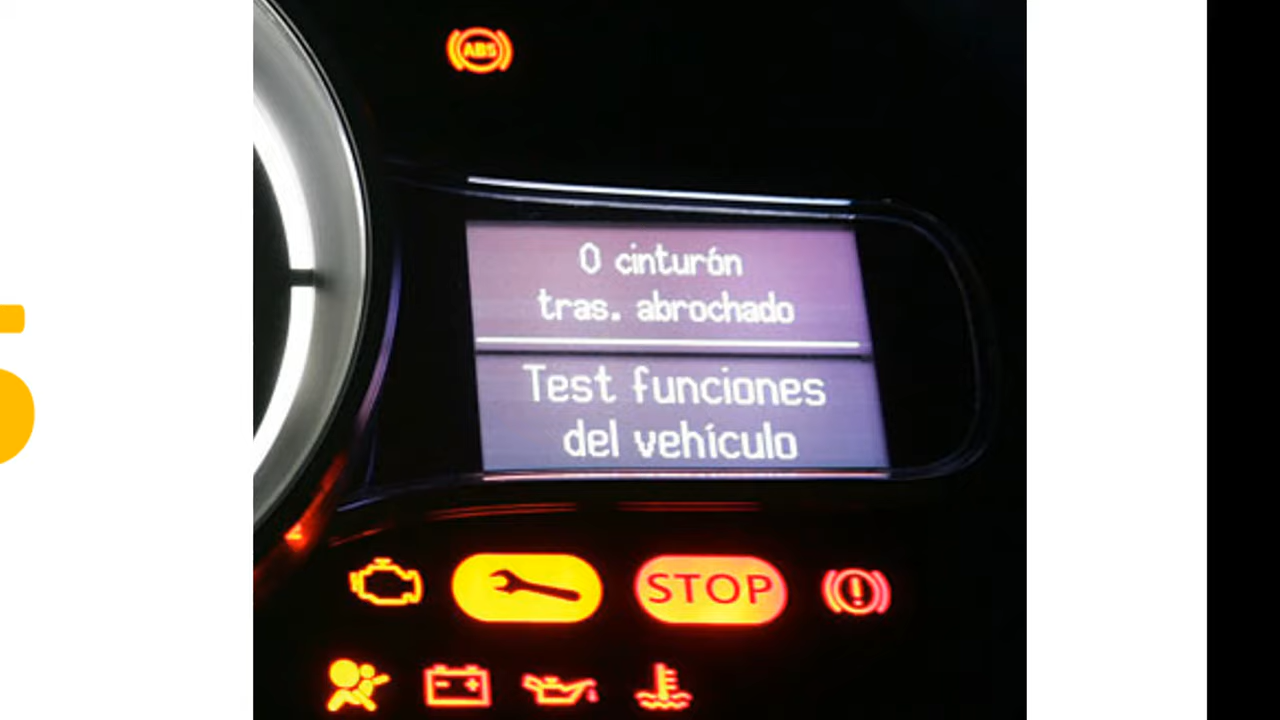 ABS
0 cinturón
tras. abrochado
Test funciones
del vehículo
STOP